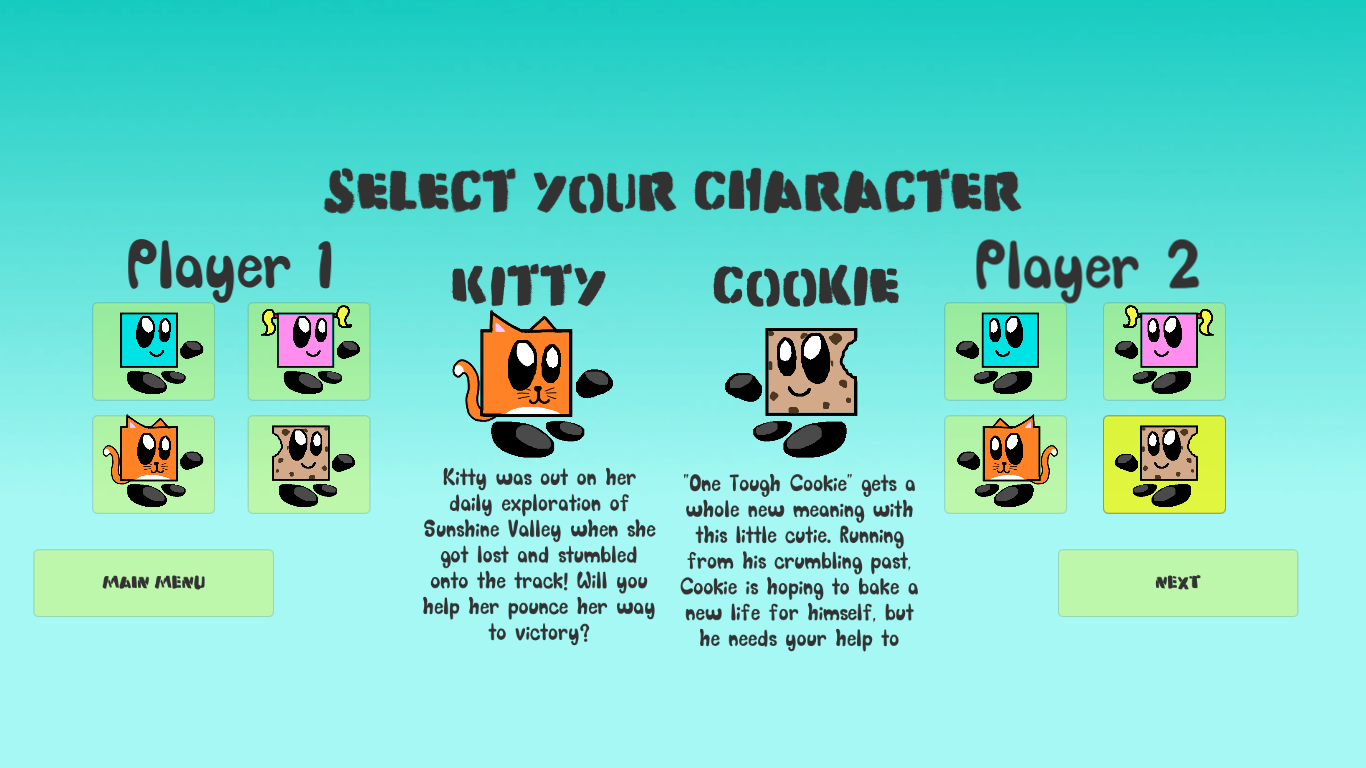 SELECT YOUR CHARACTER
Player 1
KITTY
Kitty was out on her
daily exploration of
Sunshine Valley when she
got lost and stumbled
onto the track! Will you
help her pounce her way
to victory?
COOKIE
"One Tough Cookie" gets a
whole new meaning with
this little cutie. Running
from his crumbling past,
Cookie is hoping to bake a
new life for himself, but
he needs your help to
Player 2
MAIN MENU
NEXT